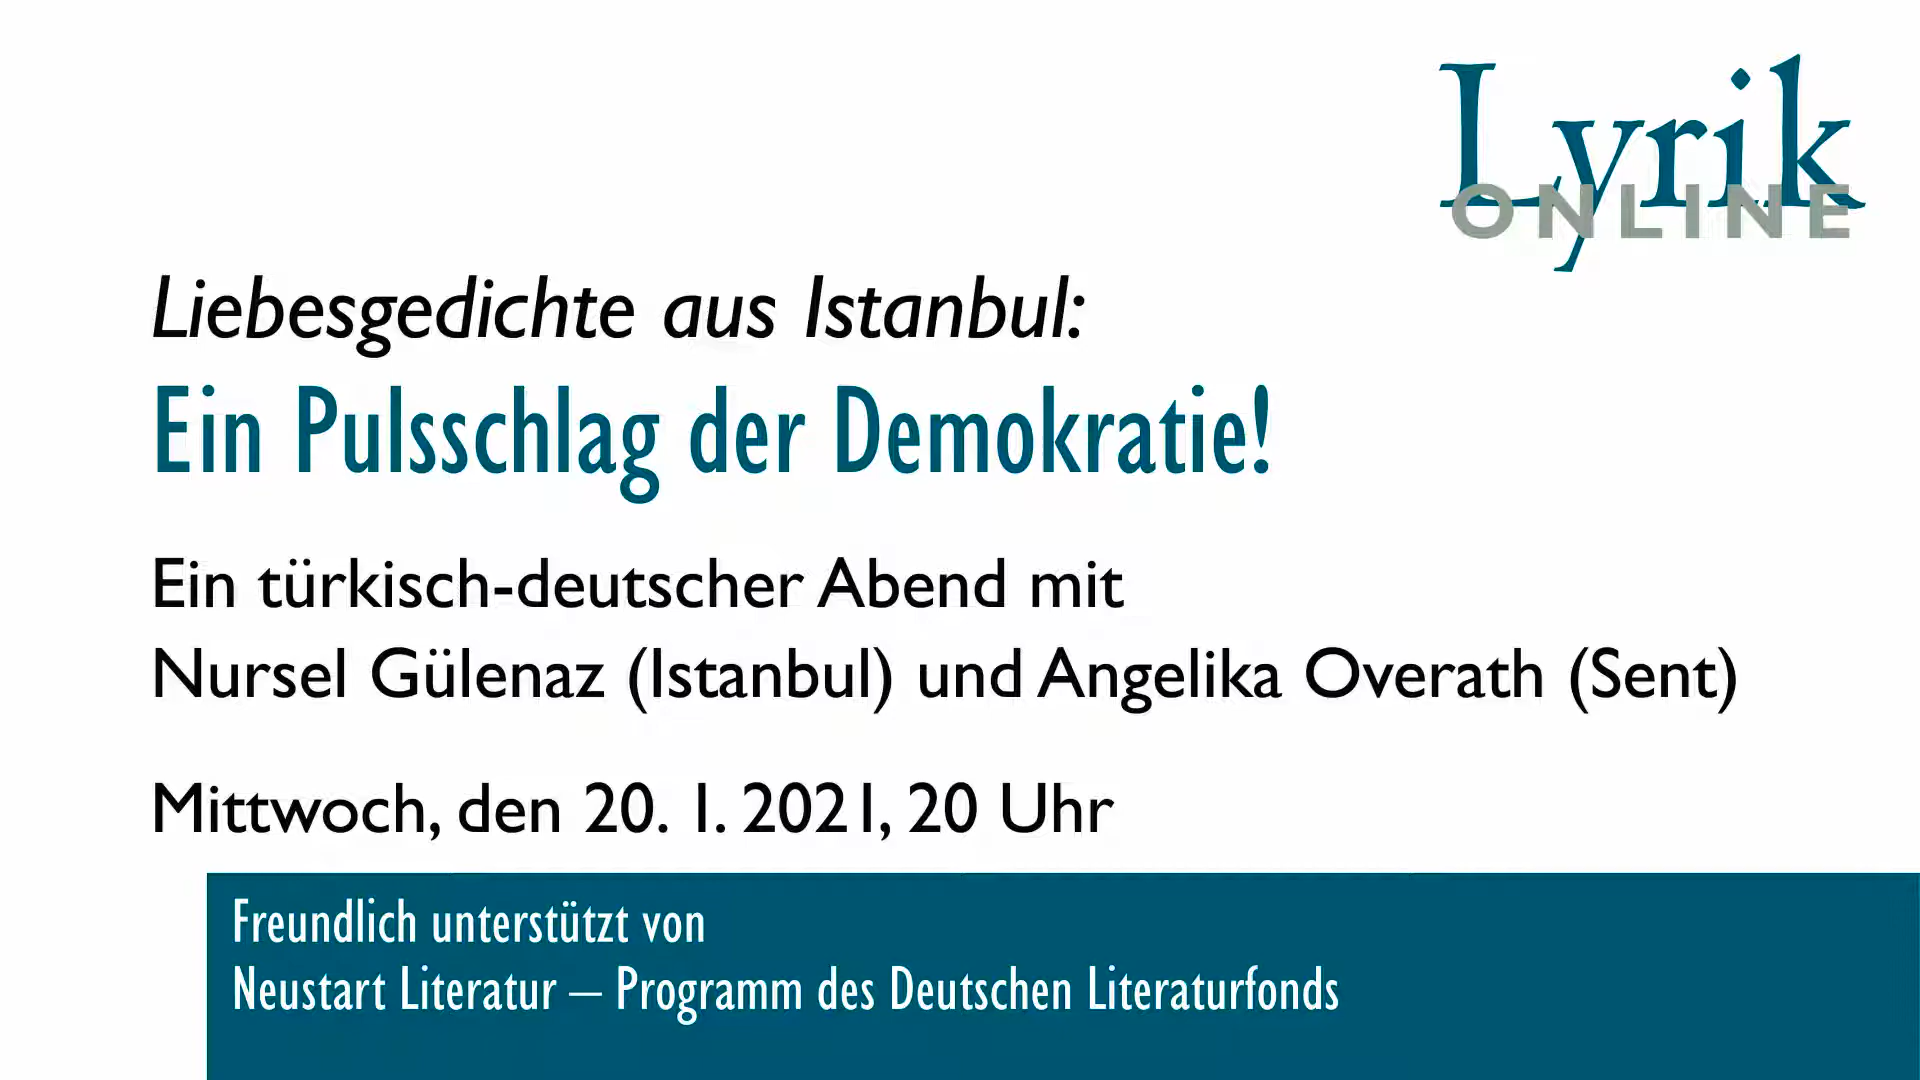 Lyrik
ONLINE
Liebesgedichte aus Istanbul:
Ein Pulsschlag der Demokratie!
Ein türkisch-deutscher Abend mit
Nursel Gülenaz (Istanbul) und Angelika Overath (Sent)
Mittwoch, den 20. 1. 2021, 20 Uhr
Freundlich unterstützt von
Neustart Literatur – Programm des Deutschen Literaturfonds